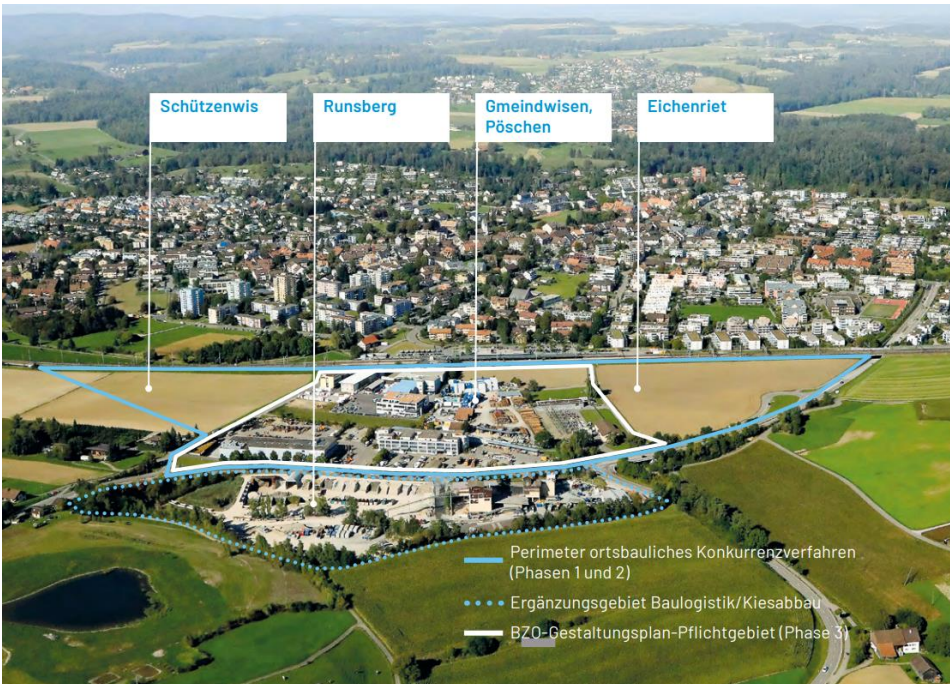 Schützenwis
Runsberg
Gmeindwisen,
Pöschen
Eichenriet
Perimeter ortsbauliches Konkurrenzverfahren
(Phasen 1 und 2)
Ergänzungsgebiet Baulogistik/Kiesabbau
BZO-Gestaltungsplan-Pflichtgebiet (Phase 3)